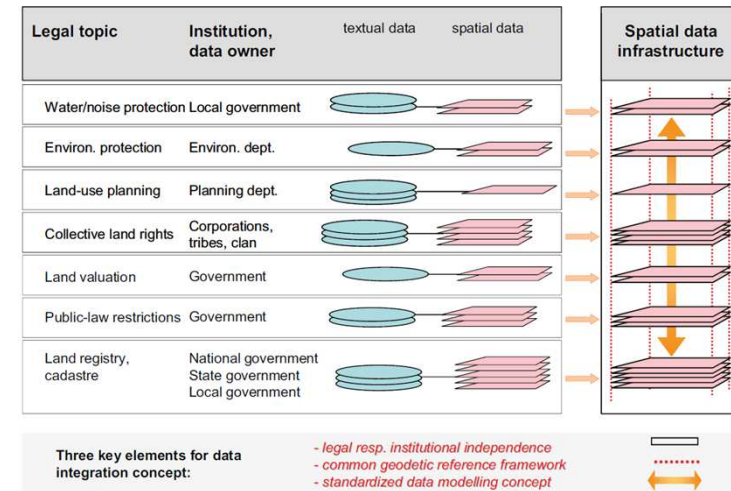 Legal topic
Institution,
data owner
textual data
spatial data
Spatial data
infrastructure
Water/noise protection Local government
Environ. protection Environ. dept.
Land-use planning Planning dept.
Collective land rights Corporations,
tribes, clan
Land valuation Government
Public-law restrictions Government
Land registry,
cadastre
National government
State government
Local government
Three key elements for data
integration concept:
- legal resp. institutional independence
- common geodetic reference framework
- standardized data modelling concept